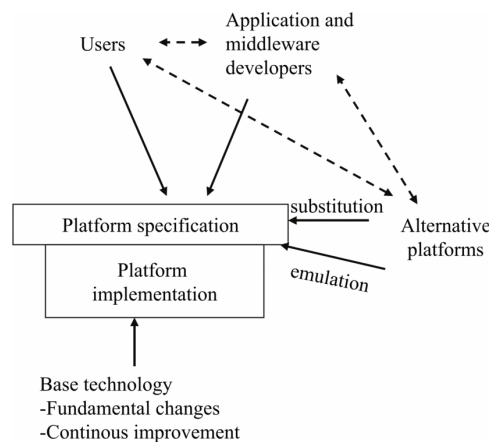 Users
Application and
middleware
developers
substitution
Platform specification
Alternative
platforms
emulation
Platform
implementation
Base technology
-Fundamental changes
-Continous improvement